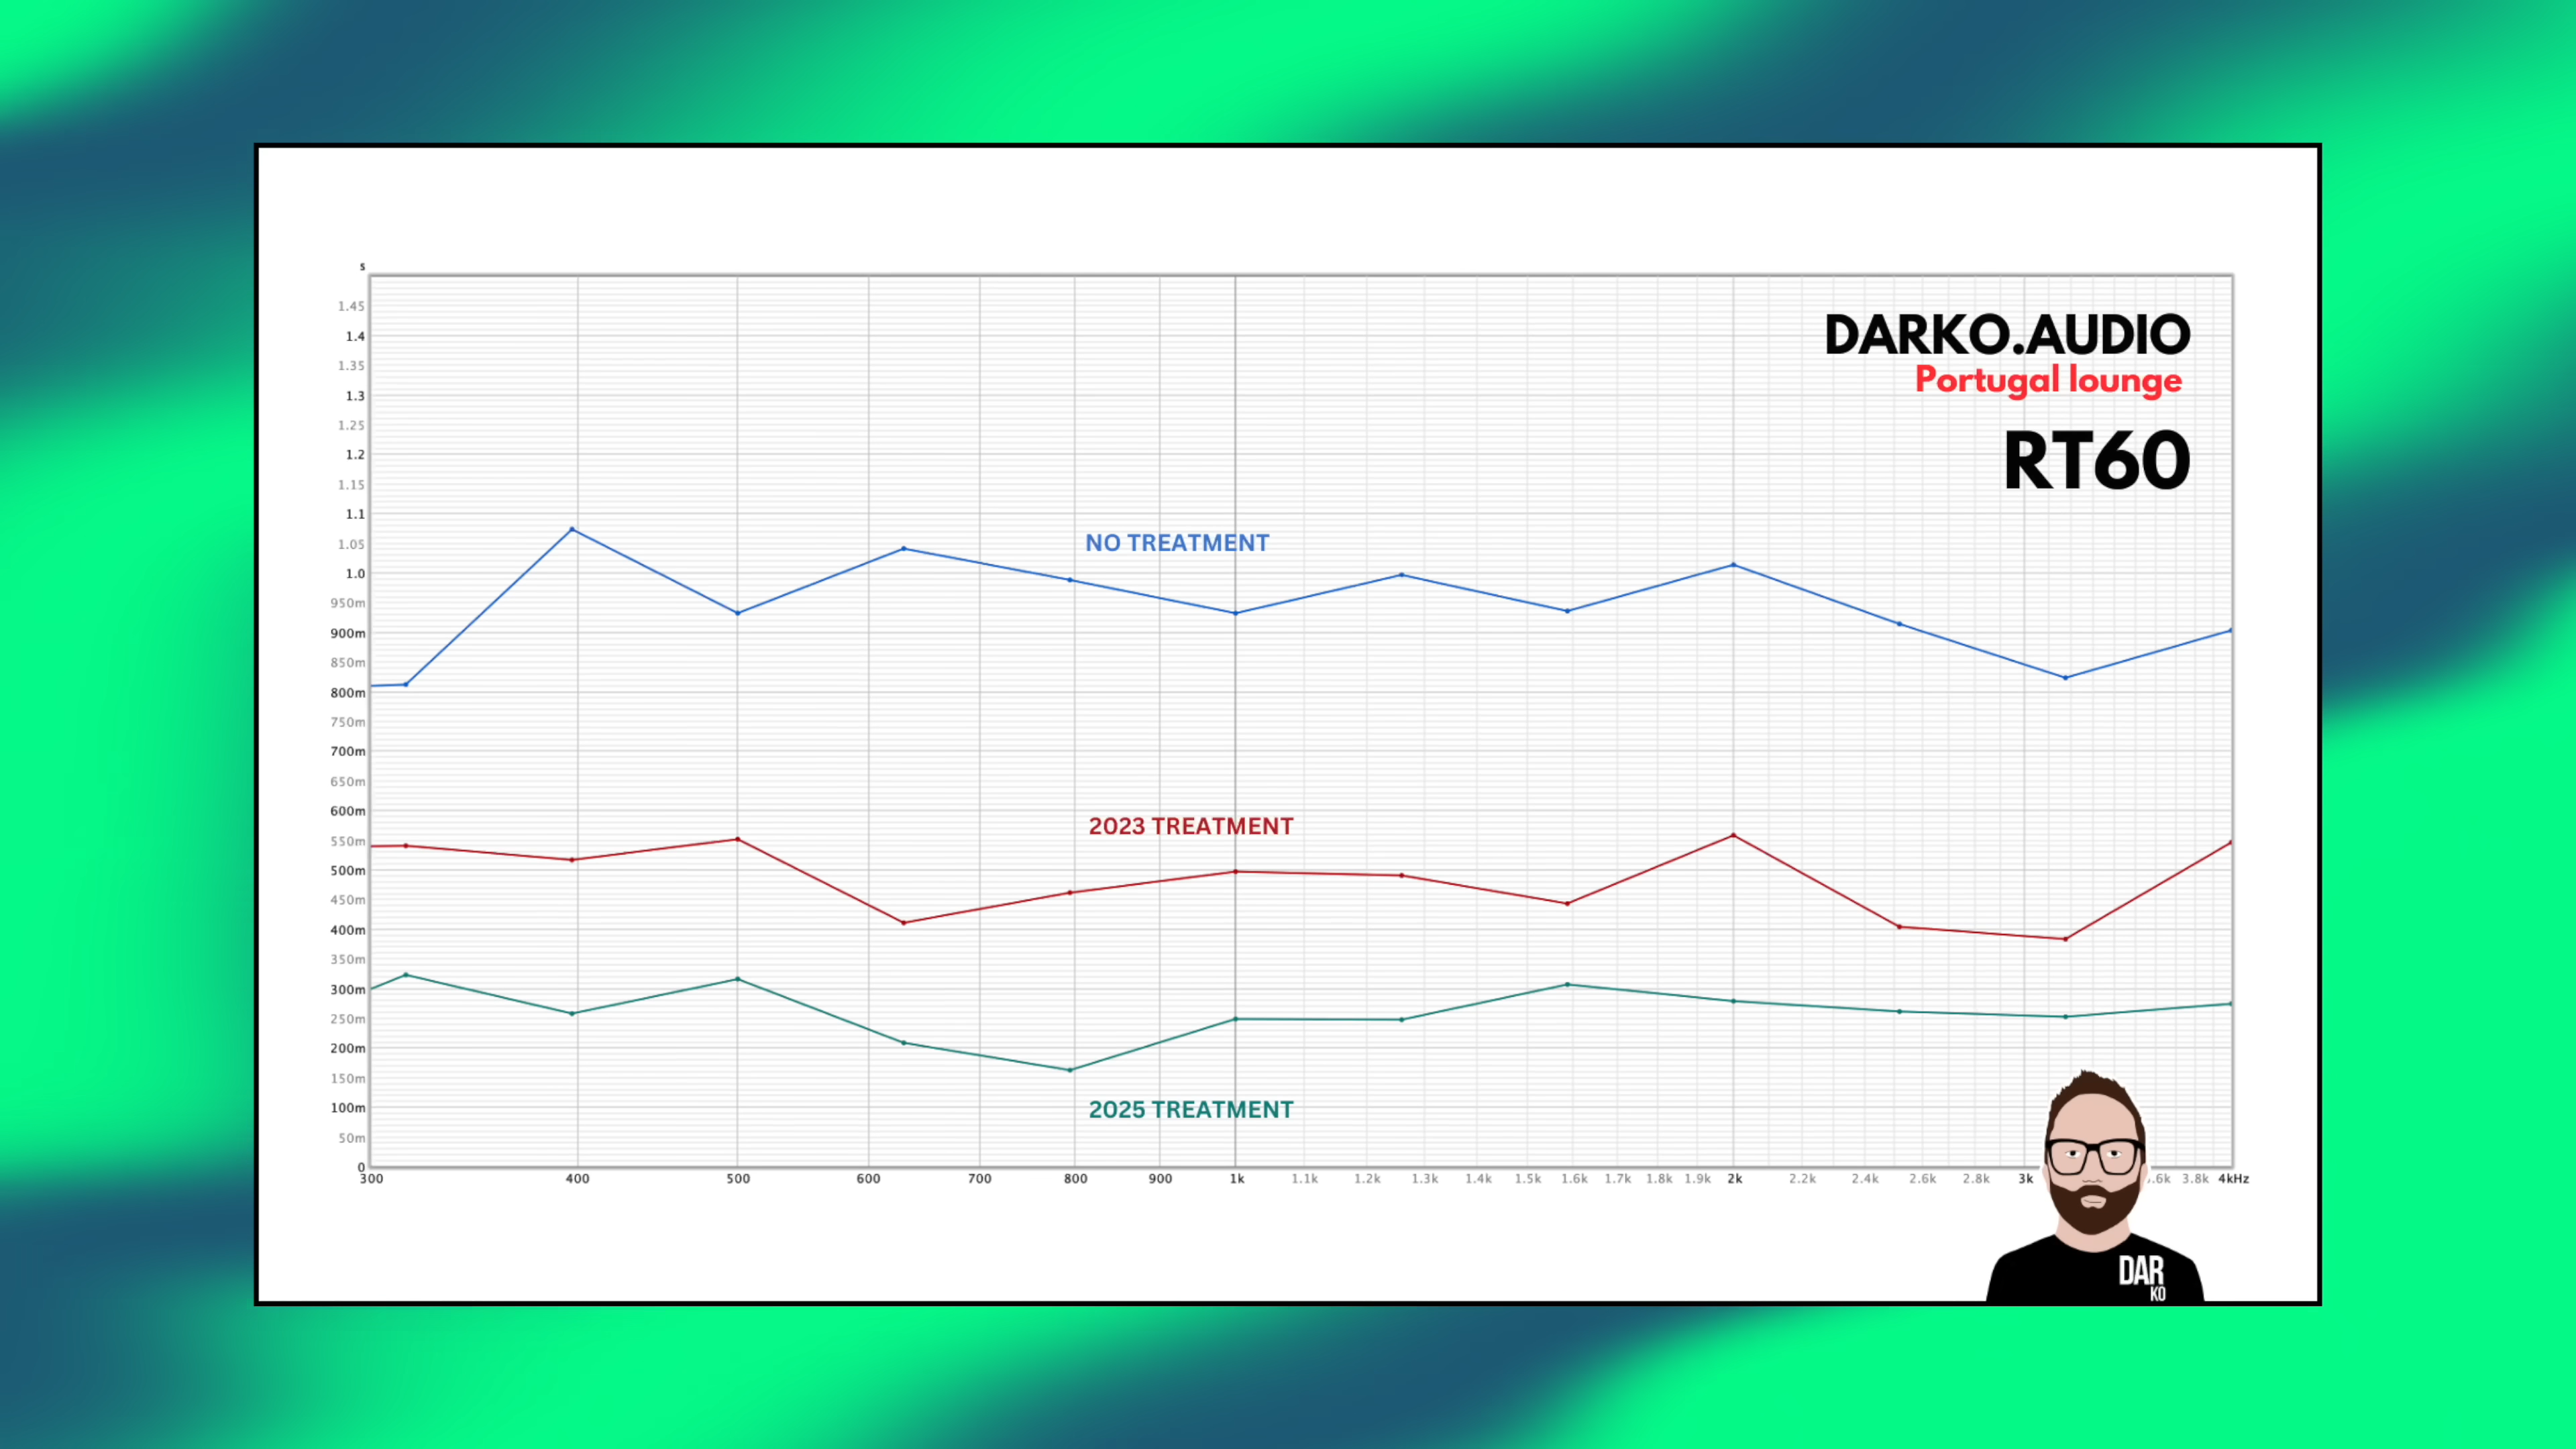 s
1.45
1.4
1.35
1.3
1.25
1.2
1.15
1.1
1.05
1.0
950m
900m
850m
800m
750m
700m
650m
600m
550m
500m
450m
400m
350m
300m
250m
200m
150m
100m
50m
0
DARKO.AUDIO
Portugal lounge
RT60
NO TREATMENT
2023 TREATMENT
2025 TREATMENT
300 400 500 600 700 800 900 1k 1.1k 1.2k 1.3k 1.4k 1.5k 1.6k 1.7k 1.8k 1.9k 2k 2.2k 2.4k 2.6k 2.8k 3k 3.8k 4kHz
DAR
KO